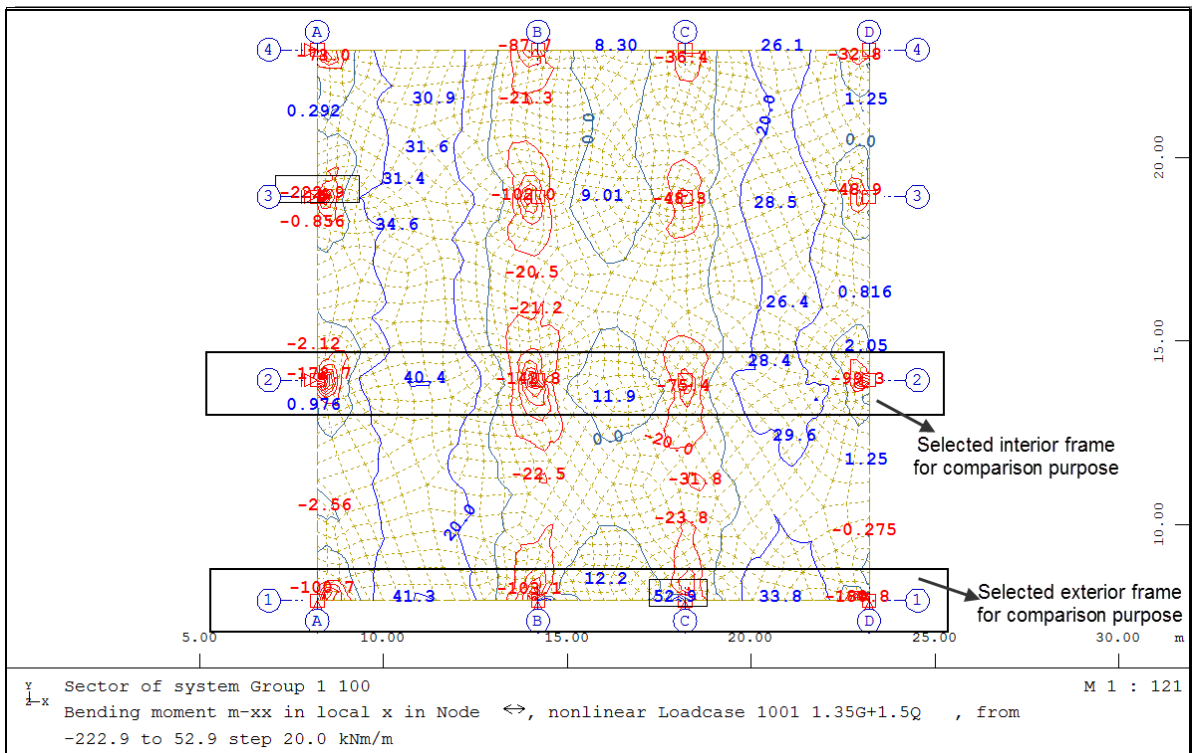 A B C D
4 -73.0 -87.7 8.30 -36.4 26.1 -32.8 4
30.9 -21.3 20.0 1.25
0.292 0.0 0.0
31.6
31.4
3 -222.9 -102.0 9.01 -48.3 28.5 -48.9 3
-0.856 34.6
20.00
-20.5
-21.2 26.4 0.816
-2.12 2.05 15.00
28.4
2 40.4 11.9 -75.4 2
0.976
0.0 -20.0 29.6
Selected interior frame
for comparison purpose
-22.5 -31.8 1.25
-2.56 20.0 -23.8 -0.275 10.00
12.2
1 41.3 -103.1 52.9 33.8 1
Selected exterior frame
for comparison purpose
A B C D
5.00 10.00 15.00 20.00 25.00 30.00 m
Y
Z X
Sector of system Group 1 100 M 1 : 121
Bending moment m-xx in local x in Node ⇔, nonlinear Loadcase 1001 1.35G+1.5Q , from
-222.9 to 52.9 step 20.0 kNm/m